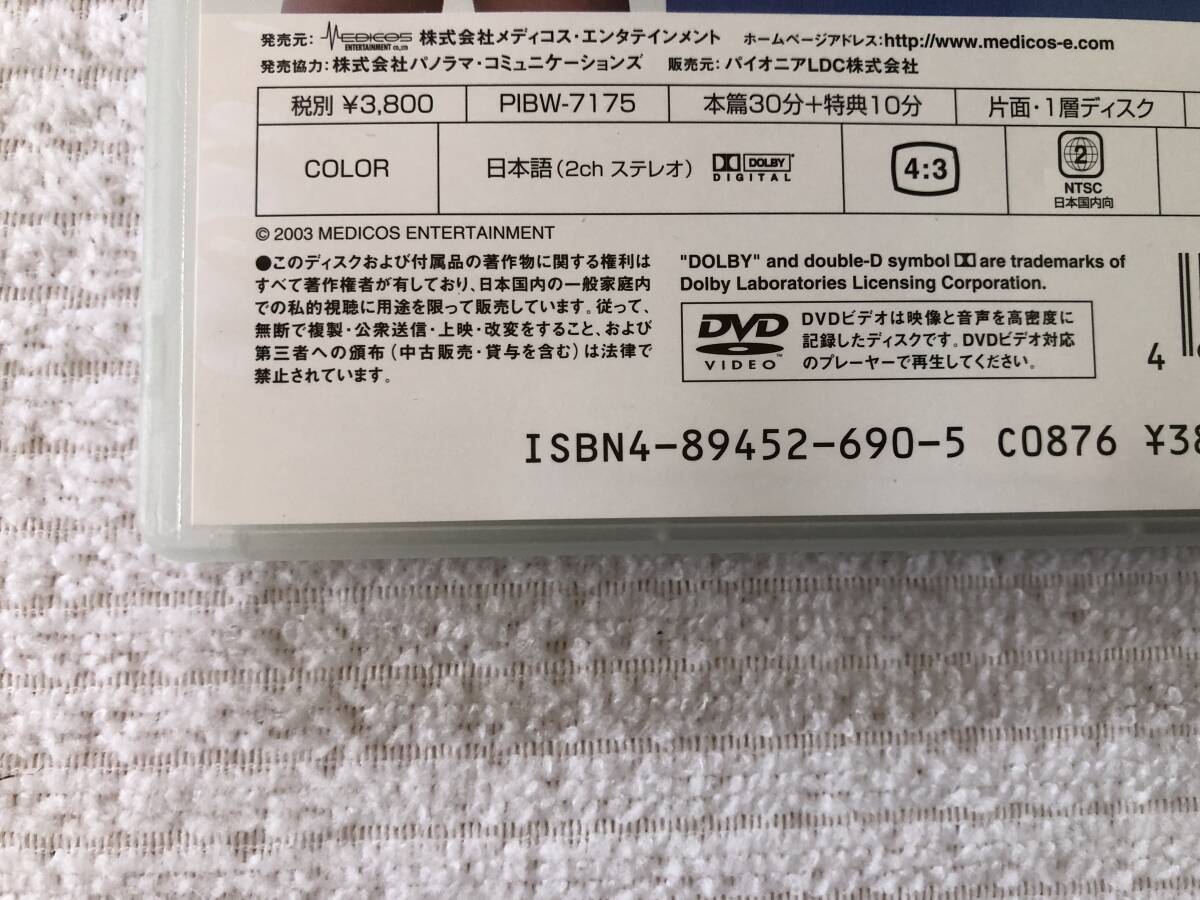 発売元: MEDICOS ENTERTAINMENT CO.,LTD 株式会社メディコス・エンタテインメント ホームページアドレス:http://www.medicos-e.com
発売協力: 株式会社パノラマ・コミュニケーションズ 販売元: パイオニアLDC株式会社
税別 ¥3,800 PIBW-7175 本篇30分+特典10分 片面・1層ディスク
COLOR 日本語(2ch ステレオ) DOLBY DIGITAL 4:3 2 NTSC 日本国内向
© 2003 MEDICOS ENTERTAINMENT
●このディスクおよび付属品の著作物に関する権利は
すべて著作権者が有しており、日本国内の一般家庭内
での私的視聴に用途を限って販売しています。従って、
無断で複製・公衆送信・上映・改変をすること、および
第三者への頒布(中古販売・貸与を含む)は法律で
禁止されています。
"DOLBY" and double-D symbol are trademarks of
Dolby Laboratories Licensing Corporation.
DVD VIDEO
DVDビデオは映像と音声を高密度に
記録したディスクです。DVDビデオ対応
のプレーヤーで再生してください。
4
ISBN4-89452-690-5 C0876 ¥38